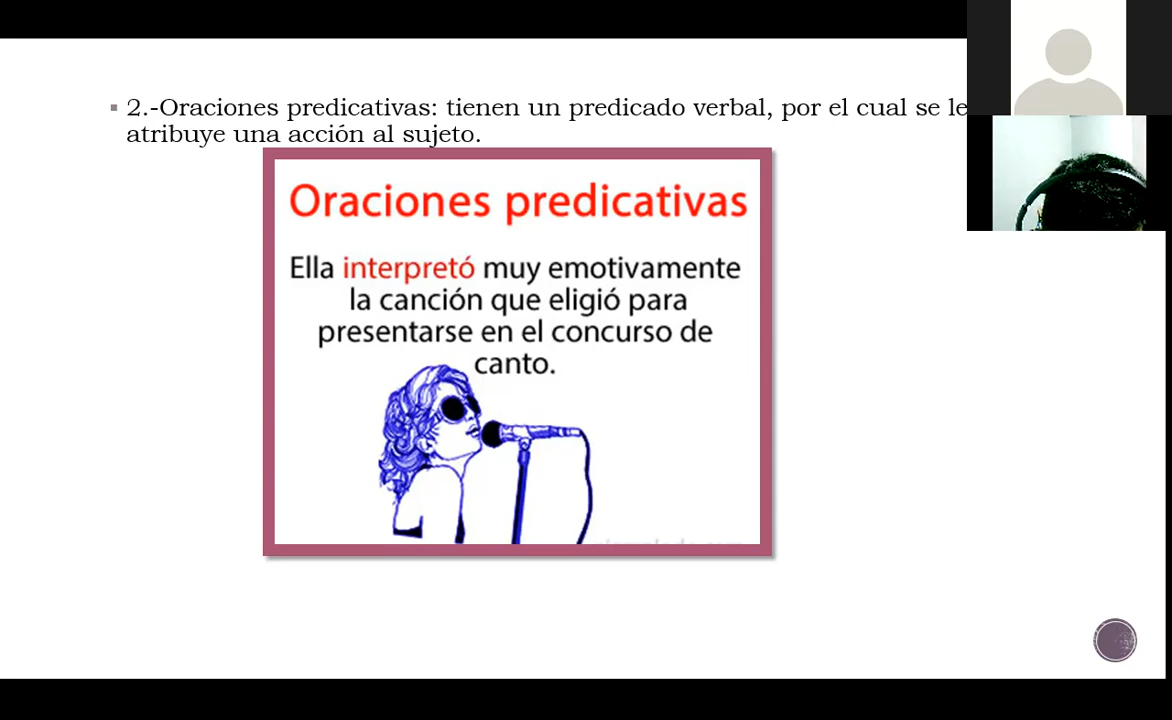 2.-Oraciones predicativas: tienen un predicado verbal, por el cual se le
atribuye una acción al sujeto.
Oraciones predicativas
Ella interpretó muy emotivamente
la canción que eligió para
presentarse en el concurso de
canto.